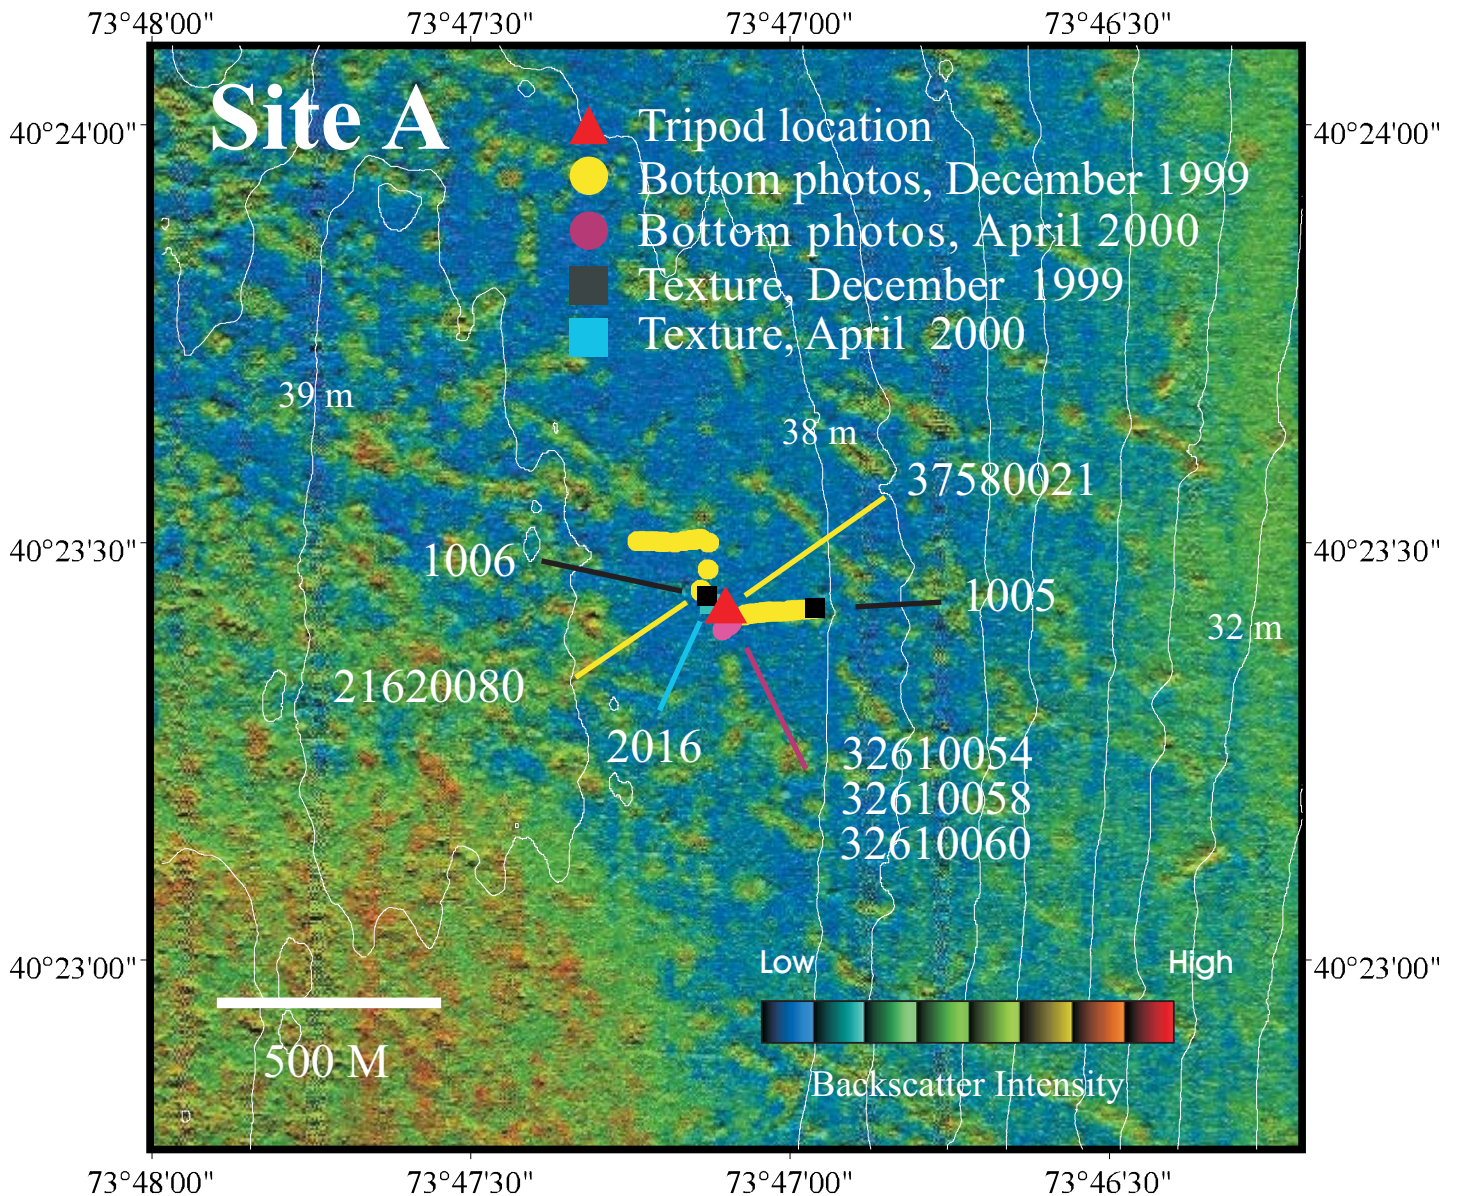 73°48'00" 73°47'30" 73°47'00" 73°46'30"
Site A
Tripod location
40°24'00" 40°24'00"
Bottom photos, December 1999
Bottom photos, April 2000
Texture, December 1999
Texture, April 2000
39 m
38 m
37580021
40°23'30" 40°23'30"
1006
1005
32 m
21620080
2016
32610054
32610058
32610060
Low High
40°23'00" 40°23'00"
500 M
Backscatter Intensity
73°48'00" 73°47'30" 73°47'00" 73°46'30"